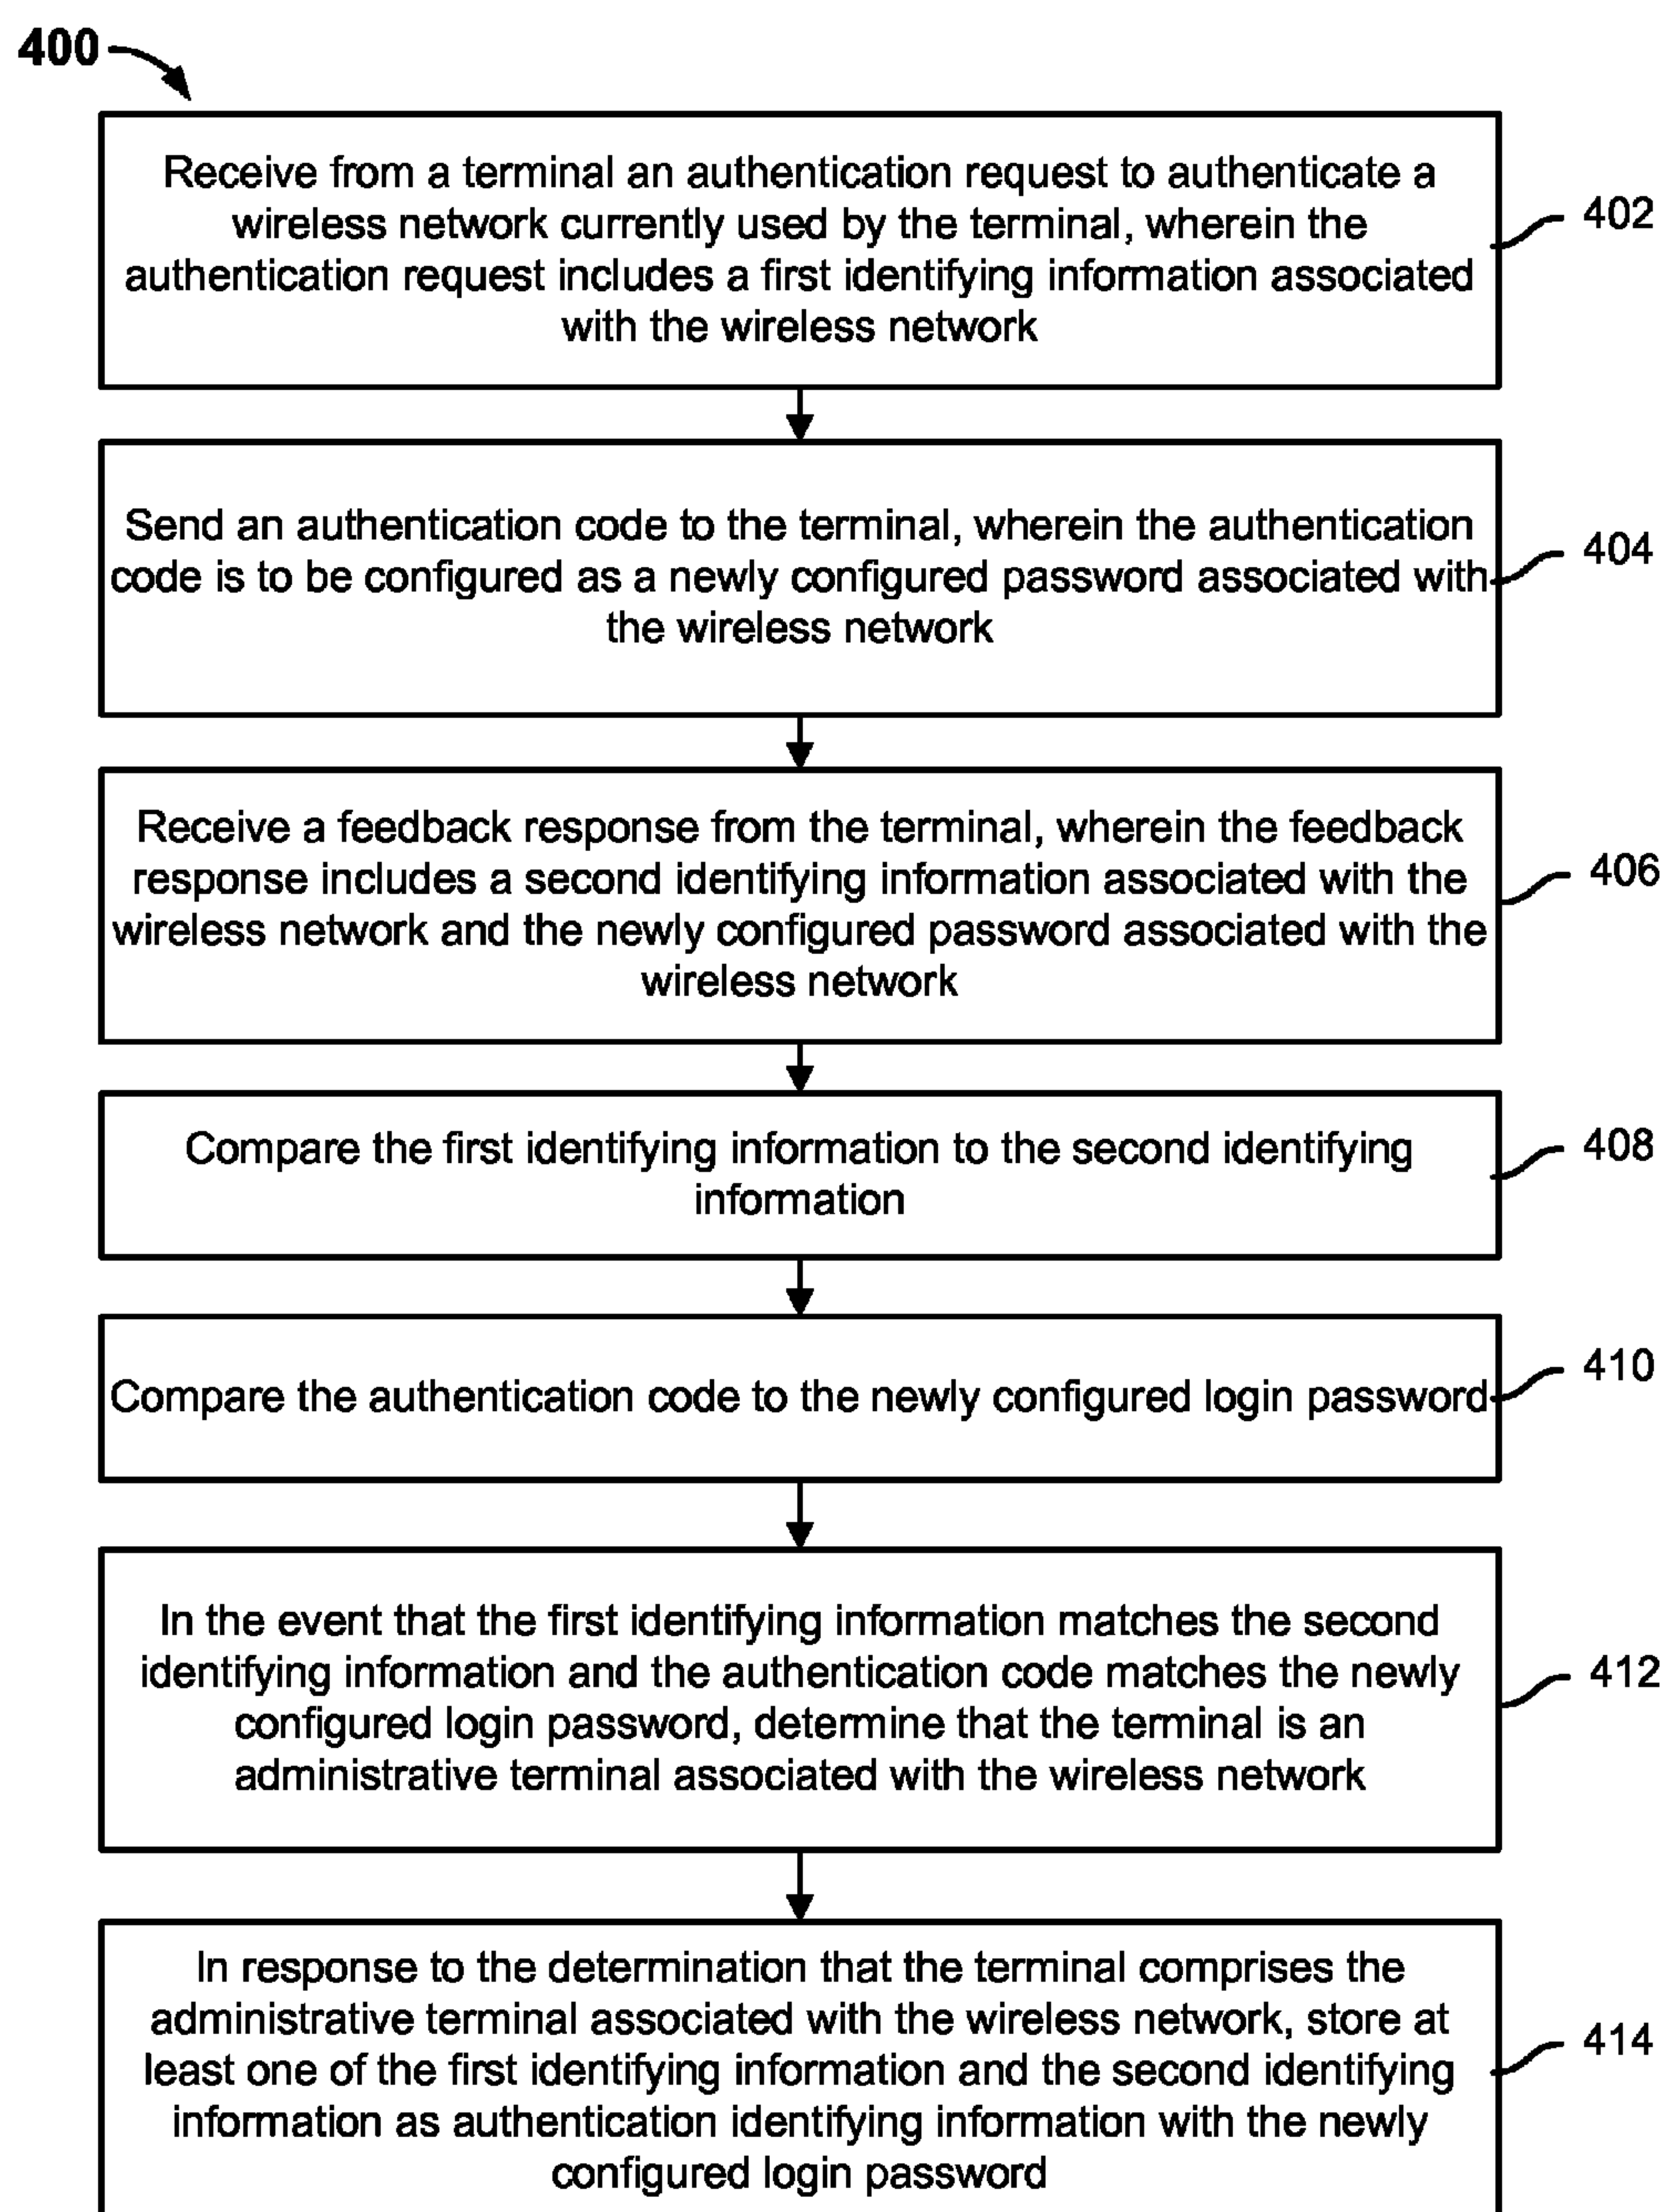 400
Receive from a terminal an authentication request to authenticate a
wireless network currently used by the terminal, wherein the
authentication request includes a first identifying information associated
with the wireless network
402
Send an authentication code to the terminal, wherein the authentication
code is to be configured as a newly configured password associated with
the wireless network
404
Receive a feedback response from the terminal, wherein the feedback
response includes a second identifying information associated with the
wireless network and the newly configured password associated with the
wireless network
406
Compare the first identifying information to the second identifying
information
408
Compare the authentication code to the newly configured login password
410
In the event that the first identifying information matches the second
identifying information and the authentication code matches the newly
configured login password, determine that the terminal is an
administrative terminal associated with the wireless network
412
In response to the determination that the terminal comprises the
administrative terminal associated with the wireless network, store at
least one of the first identifying information and the second identifying
information as authentication identifying information with the newly
configured login password
414